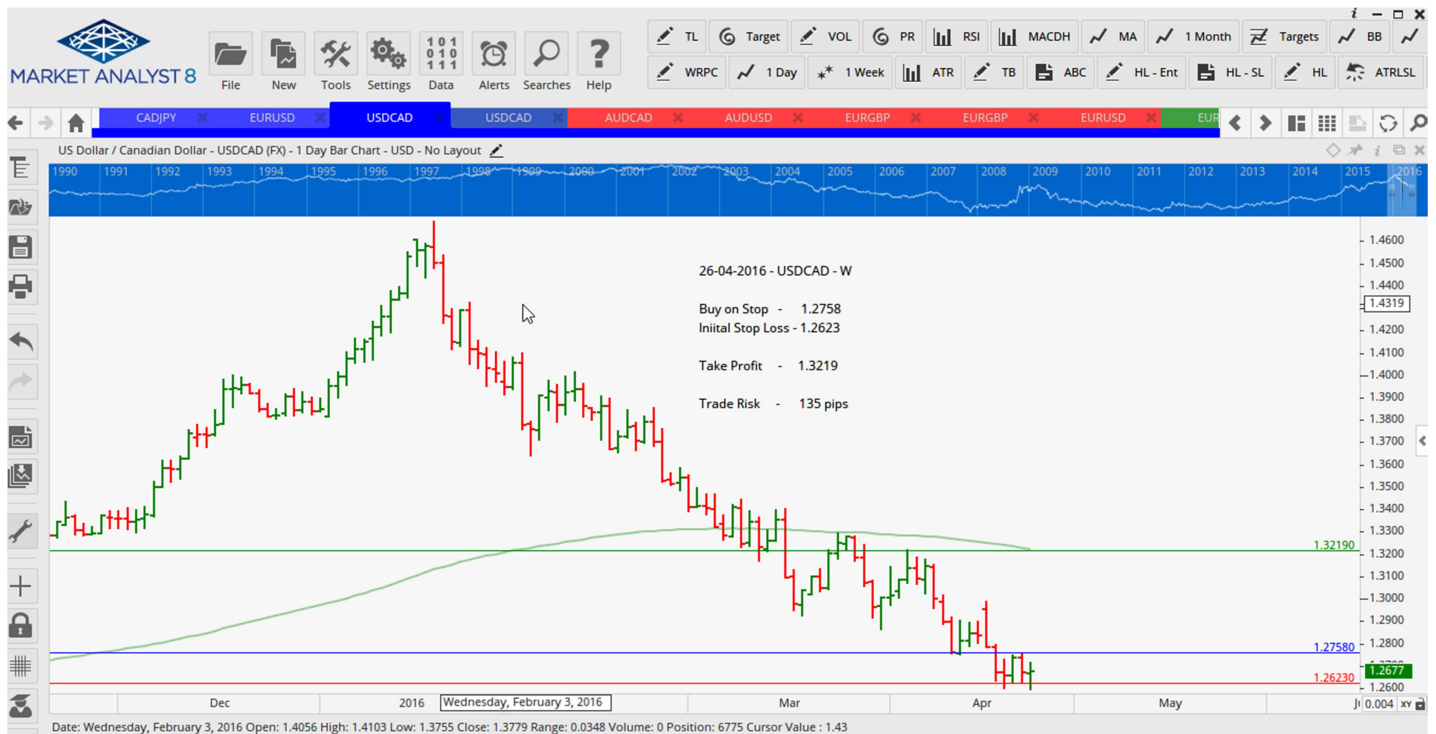 i
MARKET ANALYST 8
File New Tools Settings Data Alerts Searches Help
101
010
111
TL Target VOL PR RSI MACDH MA 1 Month Targets BB
WRPC 1 Day 1 Week ATR TB ABC HL - Ent HL - SL HL ATRLSL
CADJPY EURUSD USDCAD USDCAD AUDCAD AUDUSD EURGBP EURGBP EURUSD EUR
US Dollar / Canadian Dollar - USDCAD (FX) - 1 Day Bar Chart - USD - No Layout
1990 1991 1992 1993 1994 1995 1996 1997 1998 1999 2000 2001 2002 2003 2004 2005 2006 2007 2008 2009 2010 2011 2012 2013 2014 2015 2016
26-04-2016 - USDCAD - W
Buy on Stop - 1.2758
Iniital Stop Loss - 1.2623
Take Profit - 1.3219
Trade Risk - 135 pips
1.4600
1.4500
1.4400
1.4319
1.4200
1.4100
1.4000
1.3900
1.3800
1.3700
1.3600
1.3500
1.3400
1.3300
1.32190
1.3200
1.3100
1.3000
1.2900
1.2800
1.27580
1.2677
1.26230
1.2600
Dec 2016 Wednesday, February 3, 2016 Mar Apr May 0.004 XY
Date: Wednesday, February 3, 2016 Open: 1.4056 High: 1.4103 Low: 1.3755 Close: 1.3779 Range: 0.0348 Volume: 0 Position: 6775 Cursor Value : 1.43